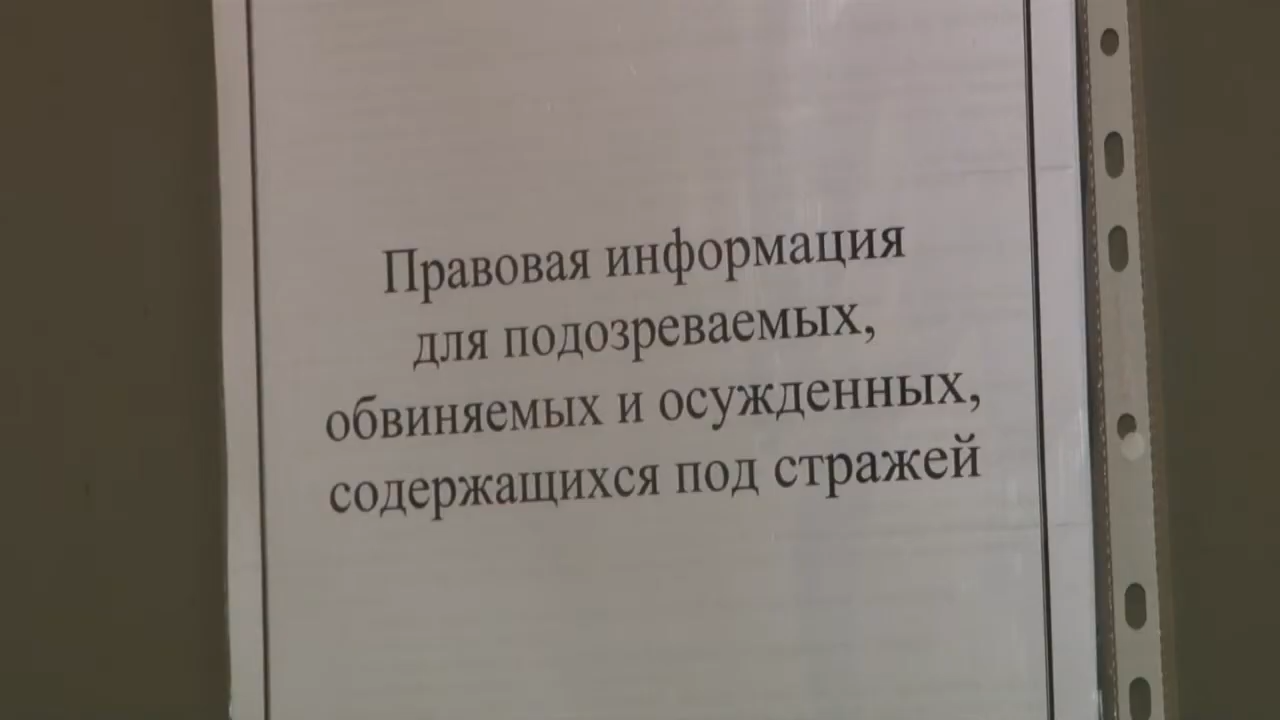 Правовая информация
для подозреваемых,
обвиняемых и осужденных,
содержащихся под стражей